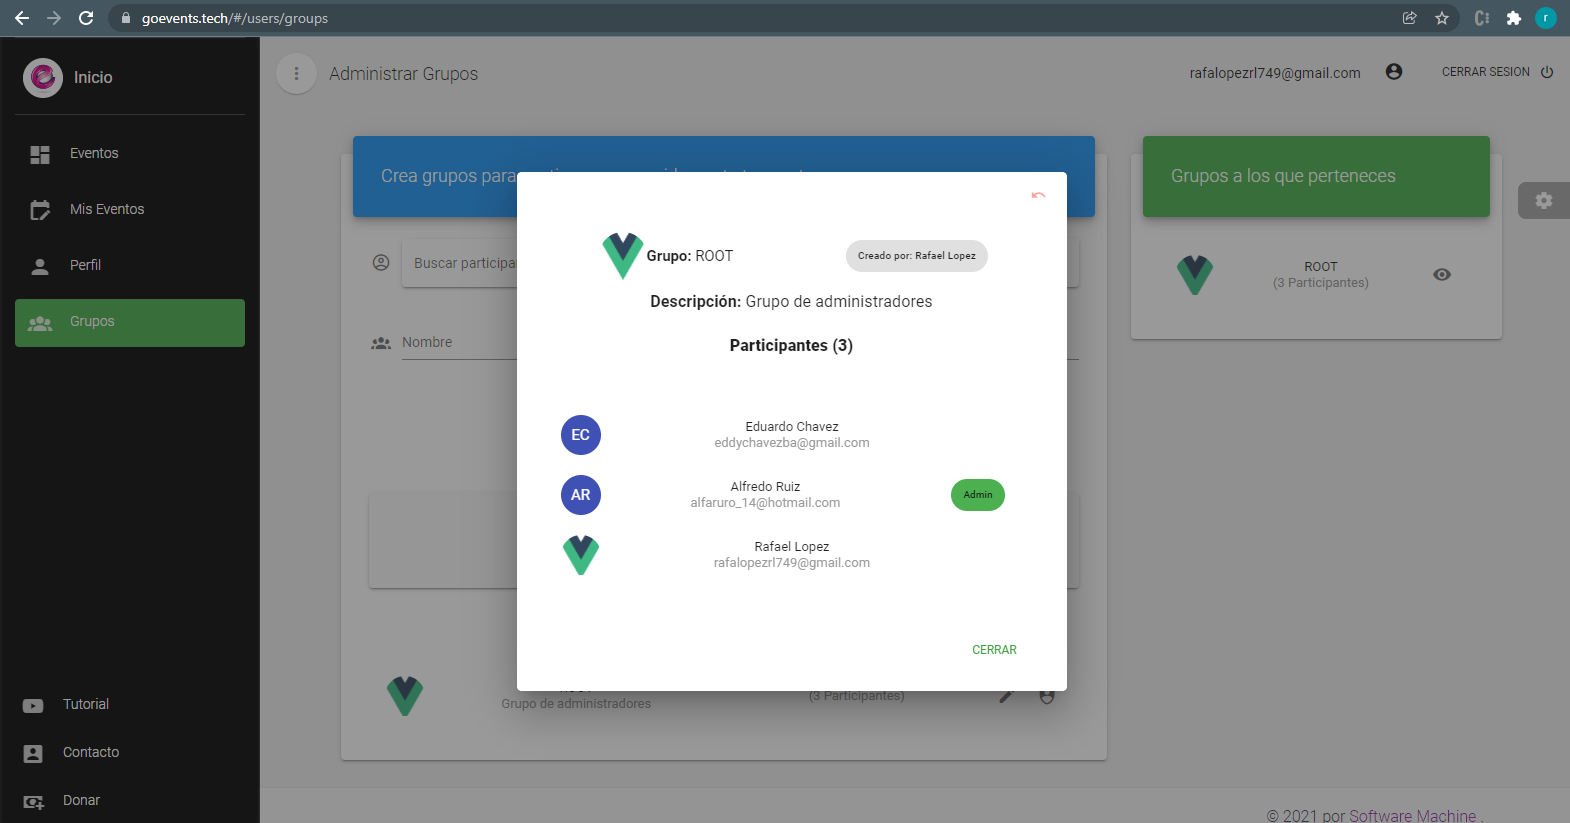 goevents.tech/#/users/groups
r
Inicio
Administrar Grupos
rafalopezrl749@gmail.com
CERRAR SESION
Eventos
Mis Eventos
Perfil
Grupos
Tutorial
Contacto
Donar
Crea grupos para
Grupos a los que perteneces
Buscar participa
Nombre
ROOT
(3 Participantes)
Grupo: ROOT
Creado por: Rafael Lopez
Descripción: Grupo de administradores
Participantes (3)
EC
Eduardo Chavez
eddychavezba@gmail.com
AR
Alfredo Ruiz
alfaruro_14@hotmail.com
Admin
Rafael Lopez
rafalopezrl749@gmail.com
CERRAR
Grupo de administradores
(3 Participantes)
© 2021 por Software Machine .